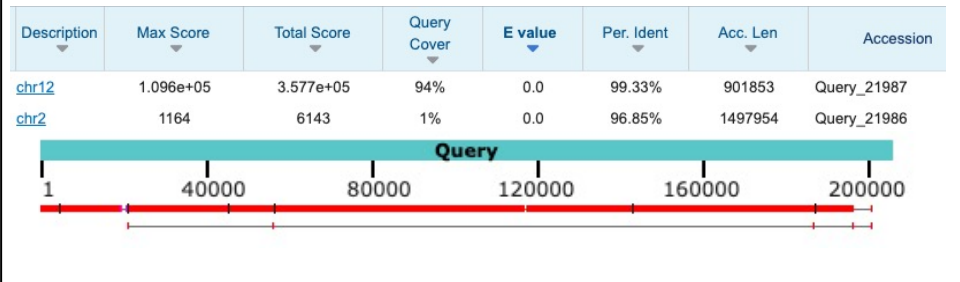 Description Max Score Total Score Query Cover E value Per. Ident Acc. Len Accession
chr12 1.096e+05 3.577e+05 94% 0.0 99.33% 901853 Query_21987
chr2 1164 6143 1% 0.0 96.85% 1497954 Query_21986
Query
1 40000 80000 120000 160000 200000